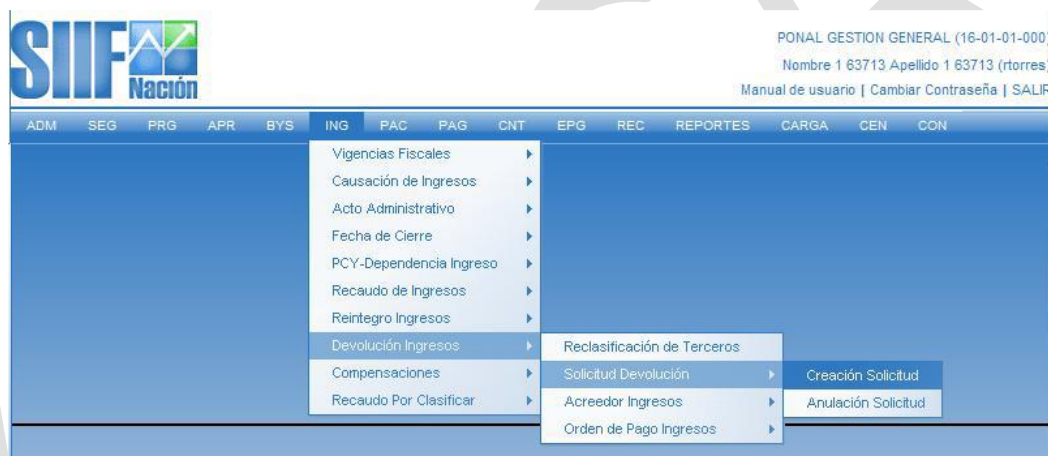 SIIF
Nación
PONAL GESTION GENERAL (16-01-01-000)
Nombre 1 63713 Apellido 1 63713 (rtorres)
Manual de usuario | Cambiar Contraseña | SALIR
ADM SEG PRG APR BYS ING PAC PAG CNT EPG REC REPORTES CARGA CEN CON
Vigencias Fiscales
Causación de Ingresos
Acto Administrativo
Fecha de Cierre
PCY-Dependencia Ingreso
Recaudo de Ingresos
Reintegro Ingresos
Devolución Ingresos
Compensaciones
Recaudo Por Clasificar
Reclasificación de Terceros
Solicitud Devolución
Acreedor Ingresos
Orden de Pago Ingresos
Creación Solicitud
Anulación Solicitud